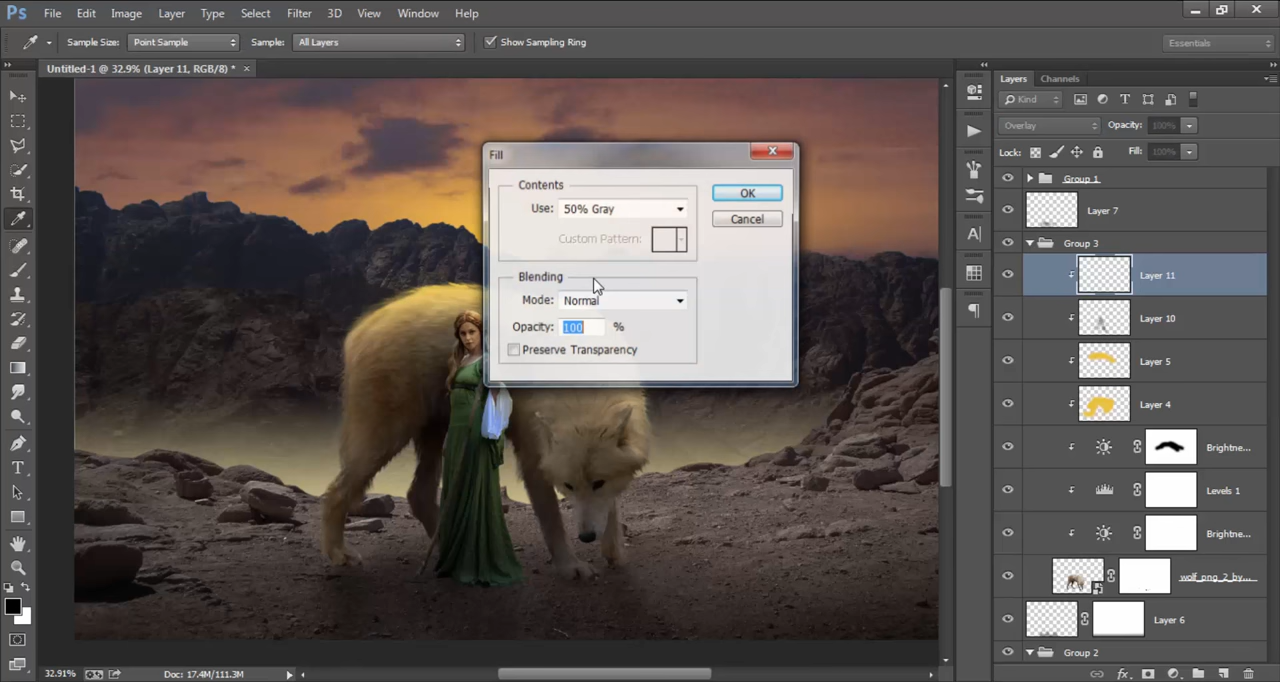 Ps File Edit Image Layer Type Select Filter 3D View Window Help
Sample Size: Point Sample Sample: All Layers Show Sampling Ring Essentials
Untitled-1 @ 32.9% (Layer 11, RGB/8) * ×
Layers Channels
Kind
Overlay Opacity: 100%
Lock: Fill: 100%
Group 1
Layer 7
Group 3
Layer 11
Layer 10
Layer 5
Layer 4
Brightne...
Levels 1
Brightne...
wolf_png_2_by...
Layer 6
Group 2
Fill
Contents
Use: 50% Gray
Custom Pattern:
OK
Cancel
Blending
Mode: Normal
Opacity: 100 %
Preserve Transparency
32.91% Doc: 17.4M/111.3M